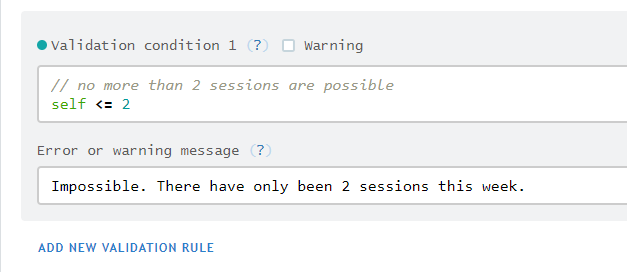 Validation condition 1 (?) Warning
// no more than 2 sessions are possible
self <= 2
Error or warning message (?)
Impossible. There have only been 2 sessions this week.
ADD NEW VALIDATION RULE